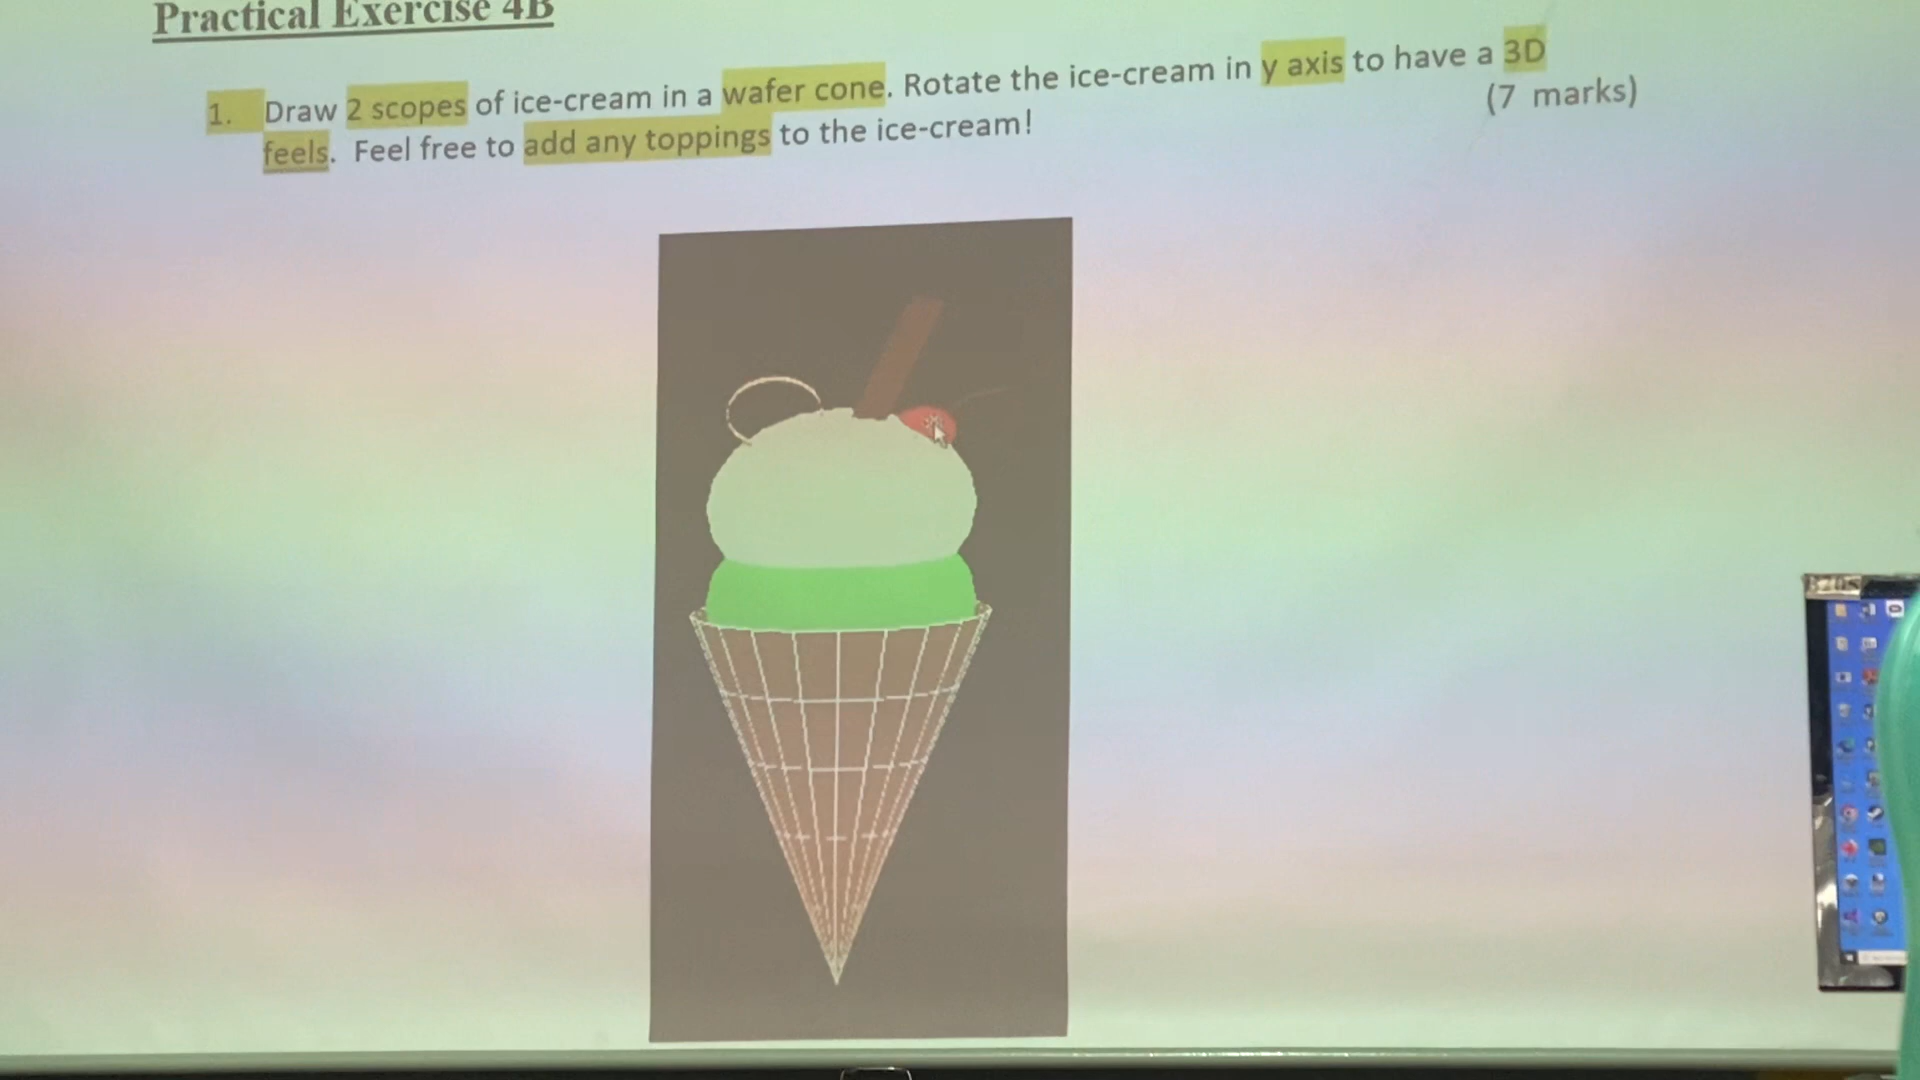 Practical Exercise 4B
1. Draw 2 scopes of ice-cream in a wafer cone. Rotate the ice-cream in y axis to have a 3D
feels. Feel free to add any toppings to the ice-cream!
(7 marks)